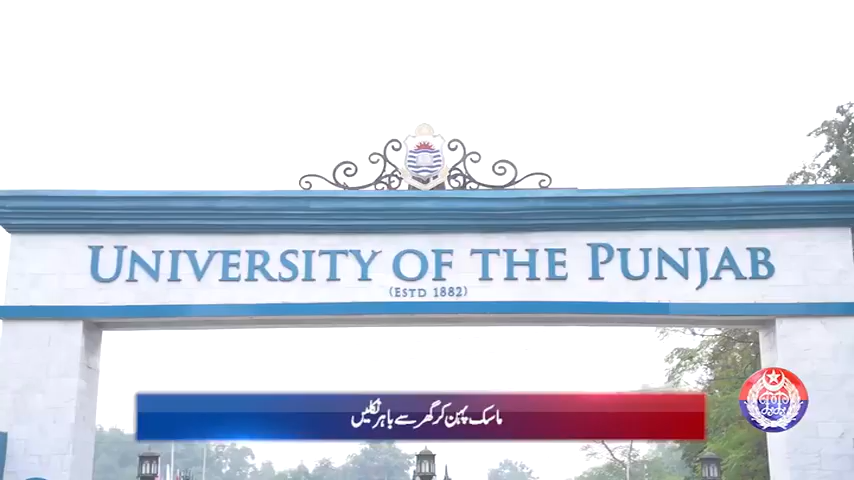 UNIVERSITY OF THE PUNJAB
(ESTD 1882)
ماسک پہن کر گھر سے باہر نکلیں